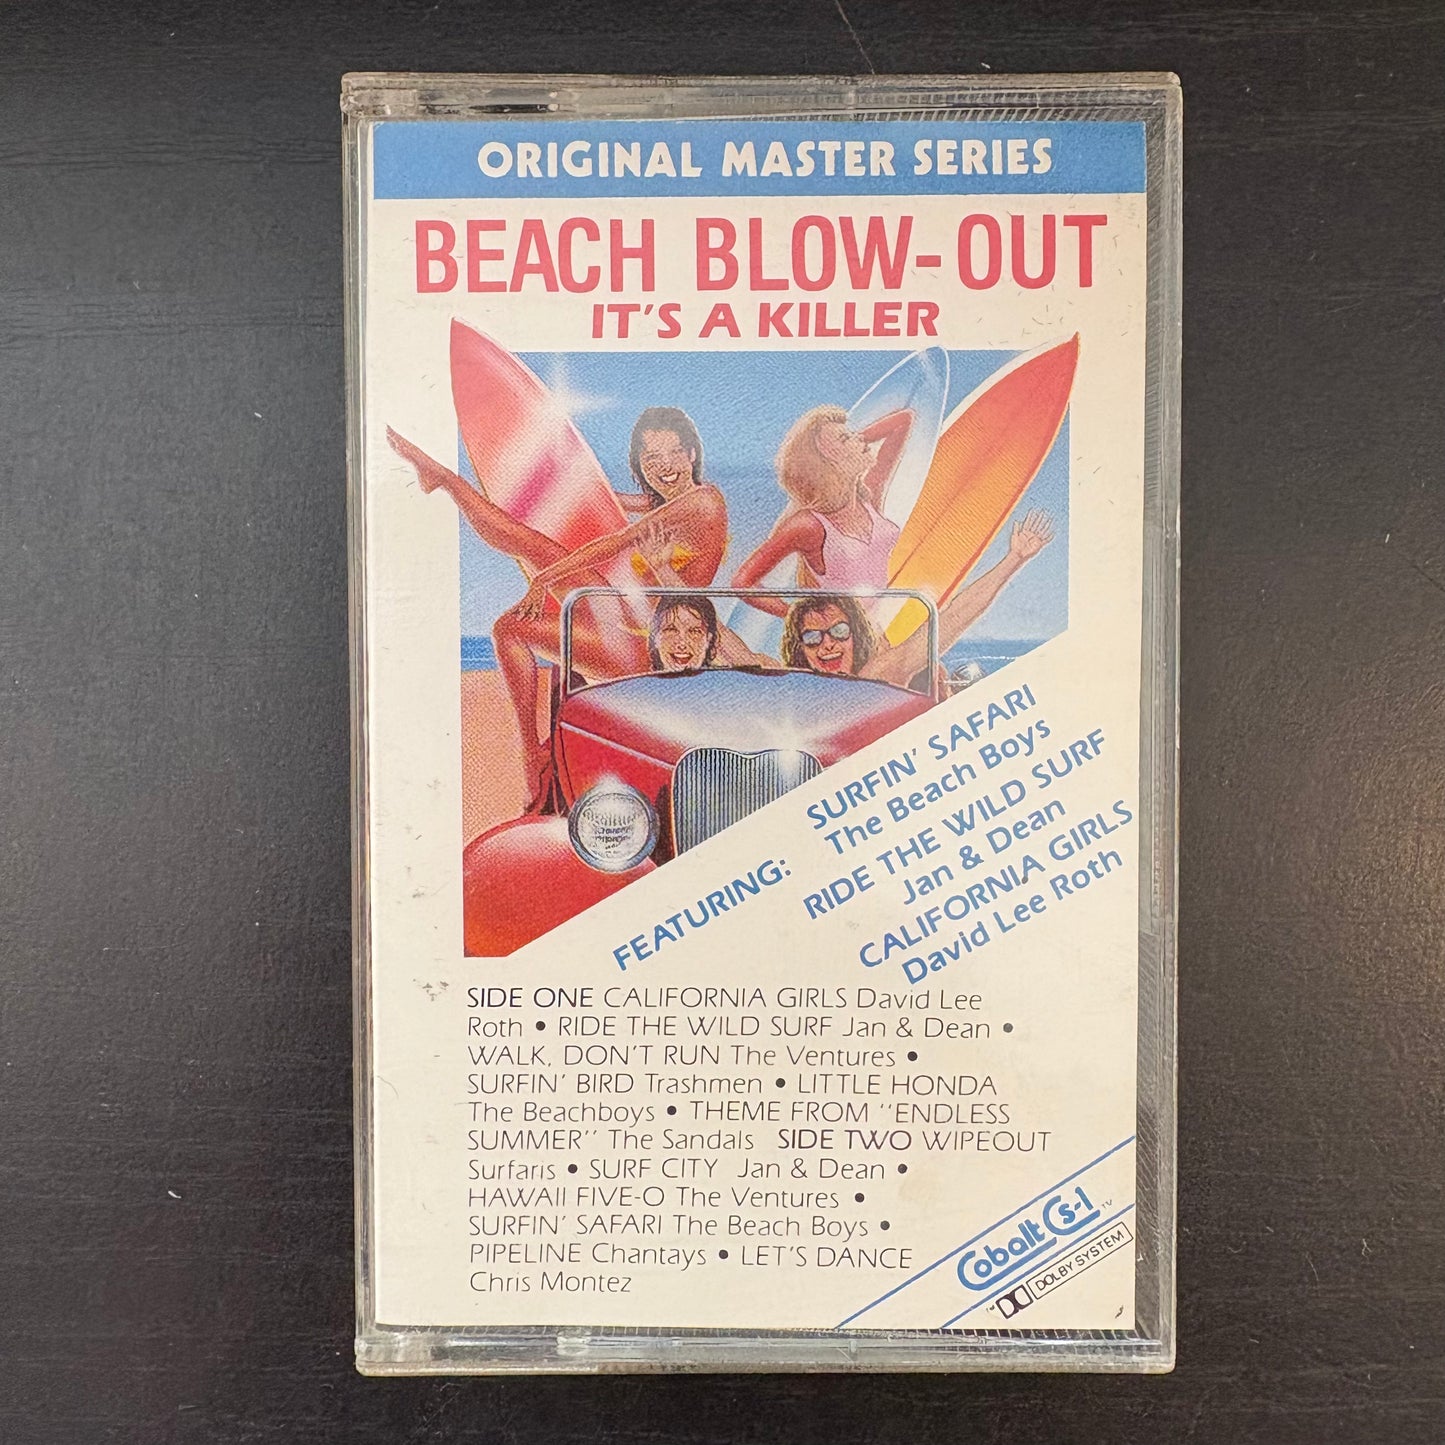 ORIGINAL MASTER SERIES
BEACH BLOW-OUT
IT'S A KILLER
FEATURING:
SURFIN' SAFARI
The Beach Boys
RIDE THE WILD SURF
Jan & Dean
CALIFORNIA GIRLS
David Lee Roth
SIDE ONE CALIFORNIA GIRLS David Lee
Roth • RIDE THE WILD SURF Jan & Dean •
WALK, DON'T RUN The Ventures •
SURFIN' BIRD Trashmen • LITTLE HONDA
The Beachboys • THEME FROM "ENDLESS
SUMMER" The Sandals SIDE TWO WIPEOUT
Surfaris • SURF CITY Jan & Dean •
HAWAII FIVE-O The Ventures •
SURFIN' SAFARI The Beach Boys •
PIPELINE Chantays • LET'S DANCE
Chris Montez
Cobalt Cs-1
DOLBY SYSTEM